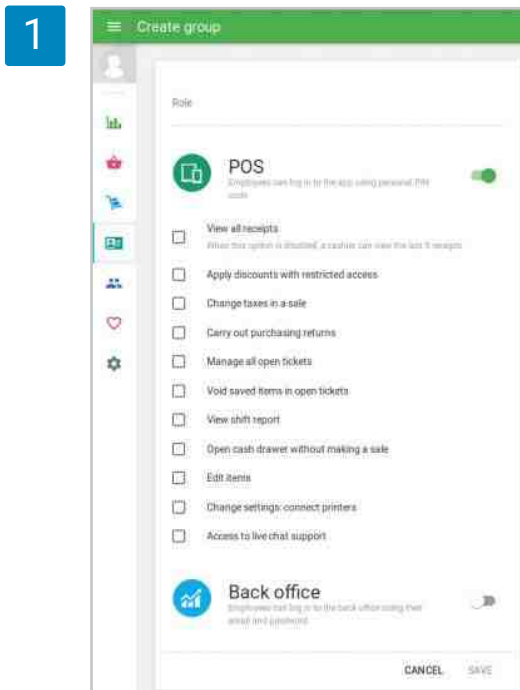 1
Create group
Role
POS
Employees can log in to the app using personal PIN
code
View all receipts
When this option is disabled, a cashier can view the last 5 receipts
Apply discounts with restricted access
Change taxes in a sale
Carry out purchasing returns
Manage all open tickets
Void saved items in open tickets
View shift report
Open cash drawer without making a sale
Edit items
Change settings: connect printers
Access to live chat support
Back office
Employees can log in to the back office using their
email and password
CANCEL SAVE